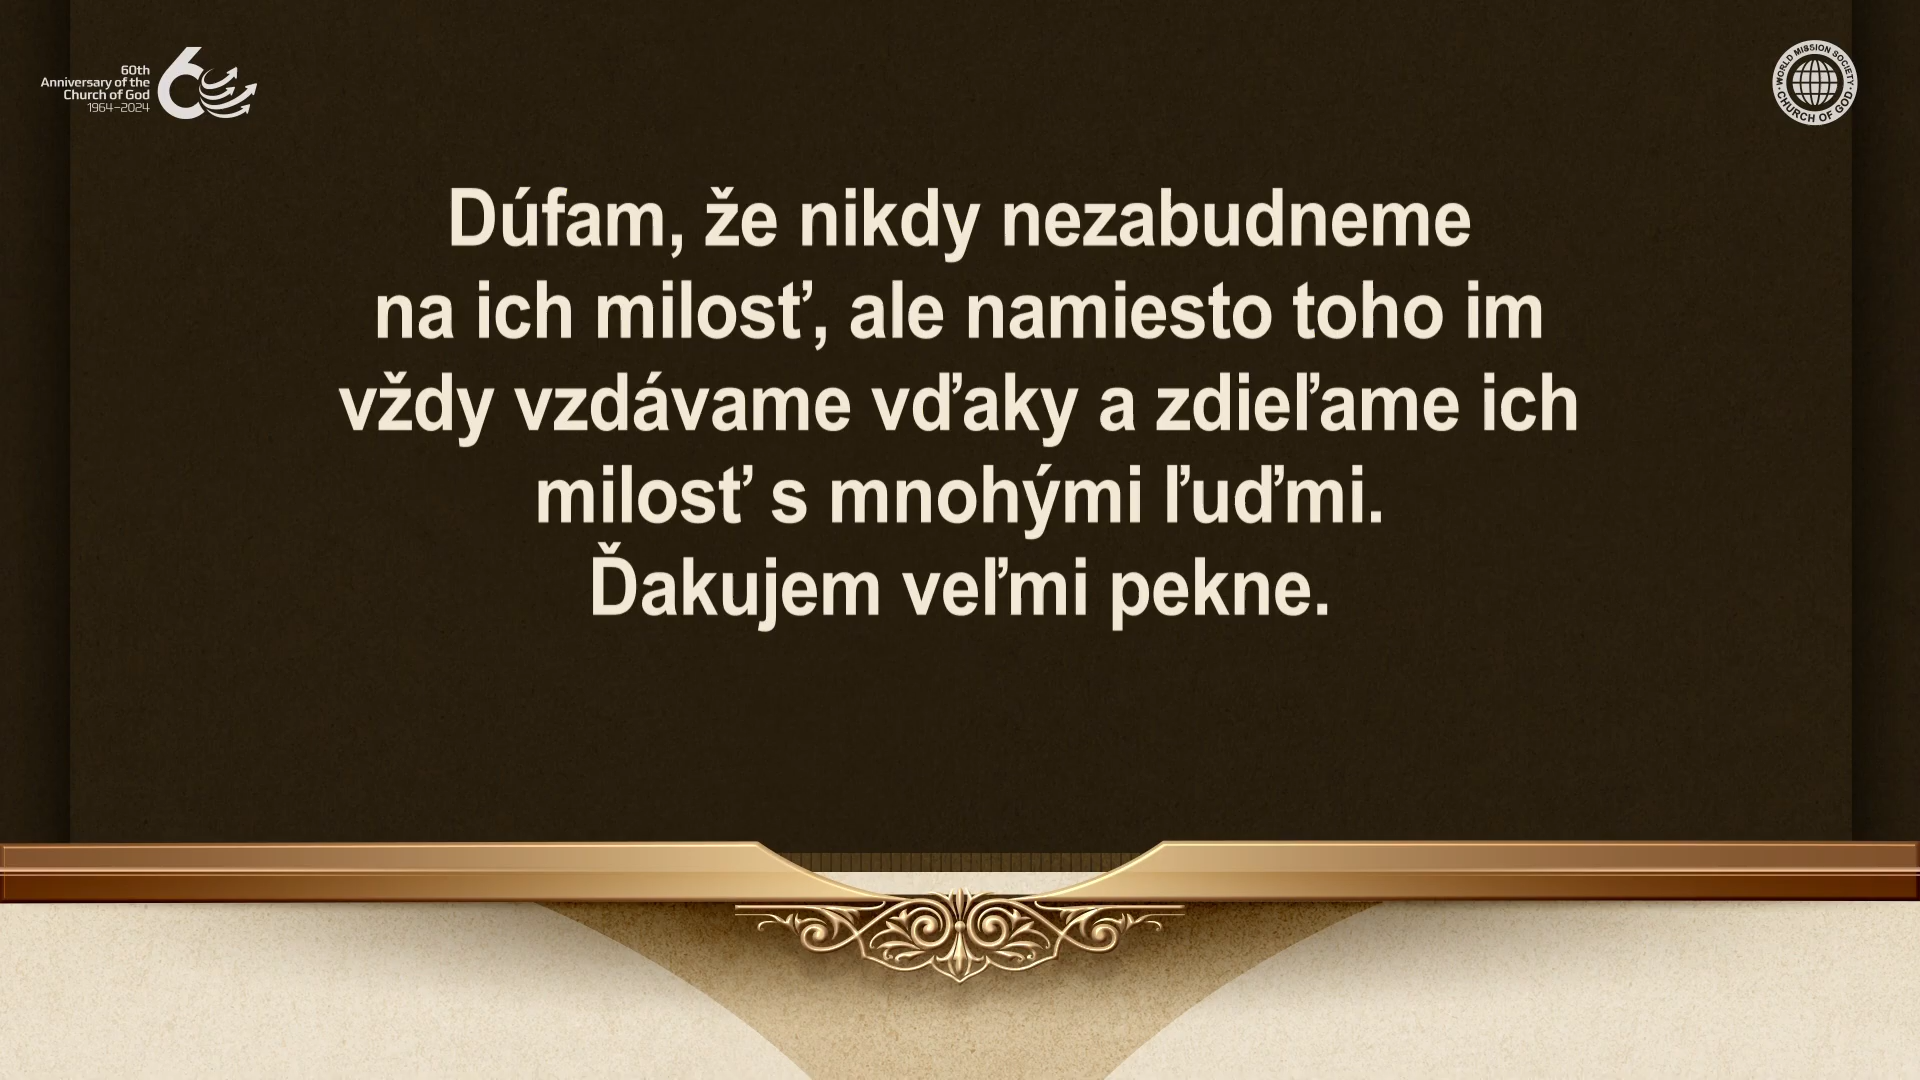 60th
Anniversary of the
Church of God
1964–2024
60
WORLD MISSION SOCIETY
CHURCH OF GOD
Dúfam, že nikdy nezabudneme
na ich milosť, ale namiesto toho im
vždy vzdávame vďaky a zdieľame ich
milosť s mnohými ľuďmi.
Ďakujem veľmi pekne.